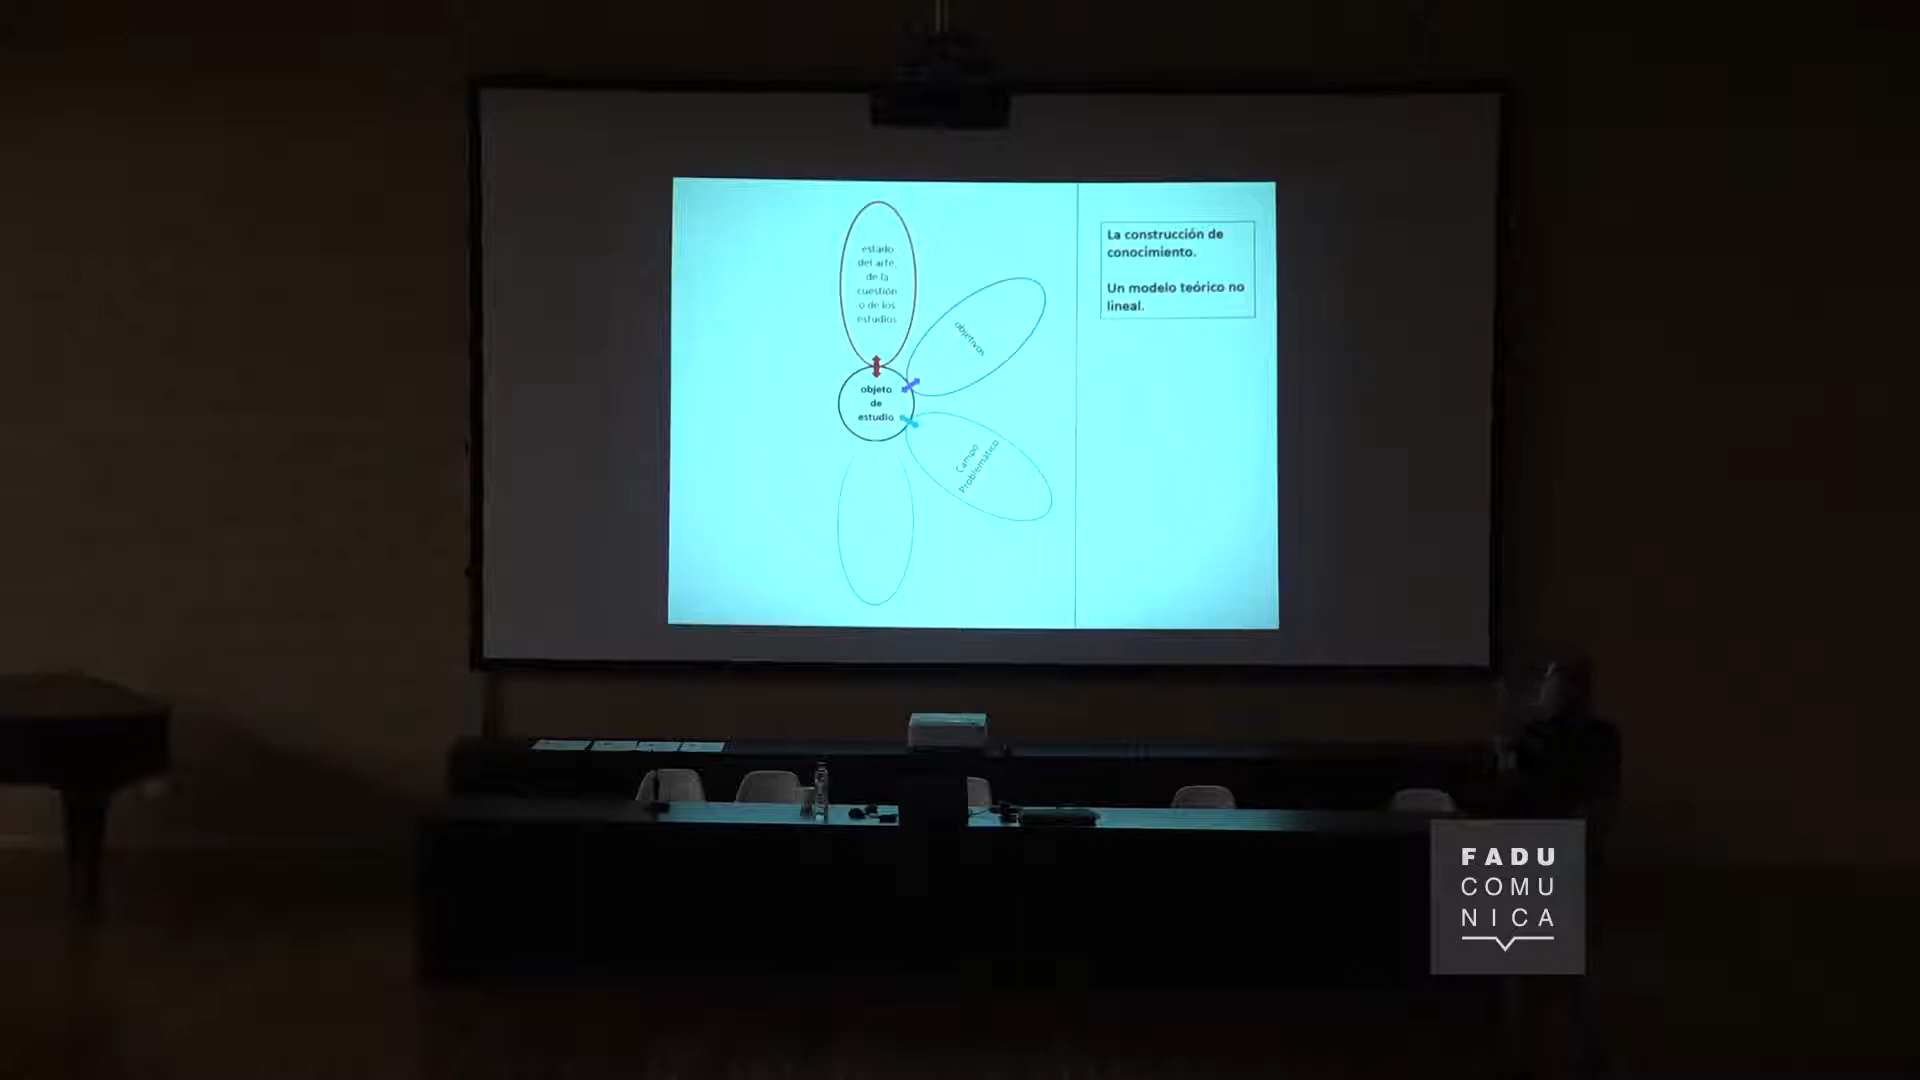 estado
del arte,
de la
cuestión
o de los
estudios
objetivos
objeto
de
estudio
Campo
Problemático
La construcción de
conocimiento.
Un modelo teórico no
lineal.
FADU
COMU
NICA